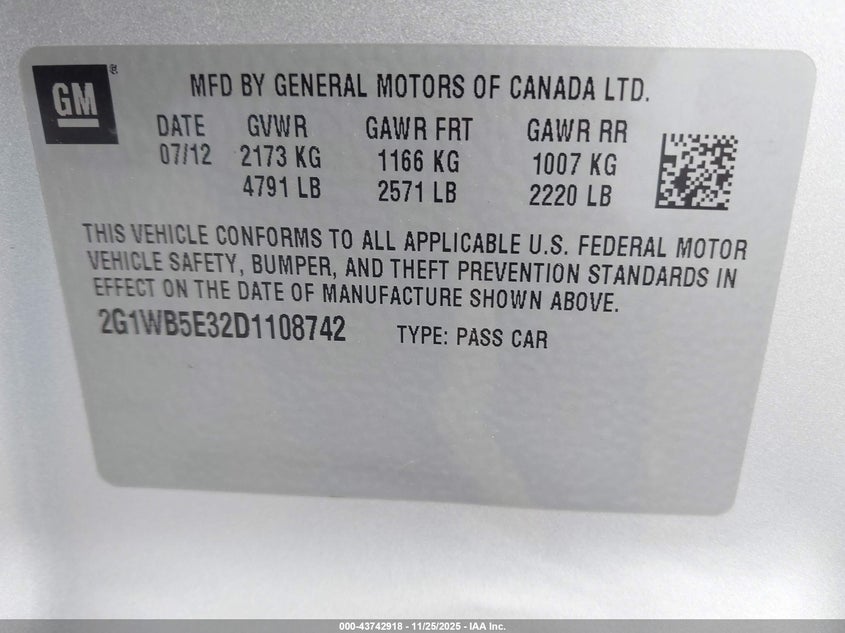 GM®
MFD BY GENERAL MOTORS OF CANADA LTD.
DATE GVWR GAWR FRT GAWR RR
07/12 2173 KG 1166 KG 1007 KG
4791 LB 2571 LB 2220 LB
THIS VEHICLE CONFORMS TO ALL APPLICABLE U.S. FEDERAL MOTOR
VEHICLE SAFETY, BUMPER, AND THEFT PREVENTION STANDARDS IN
EFFECT ON THE DATE OF MANUFACTURE SHOWN ABOVE.
2G1WB5E32D1108742 TYPE: PASS CAR
000-43742918 - 11/25/2025 - IAA Inc.